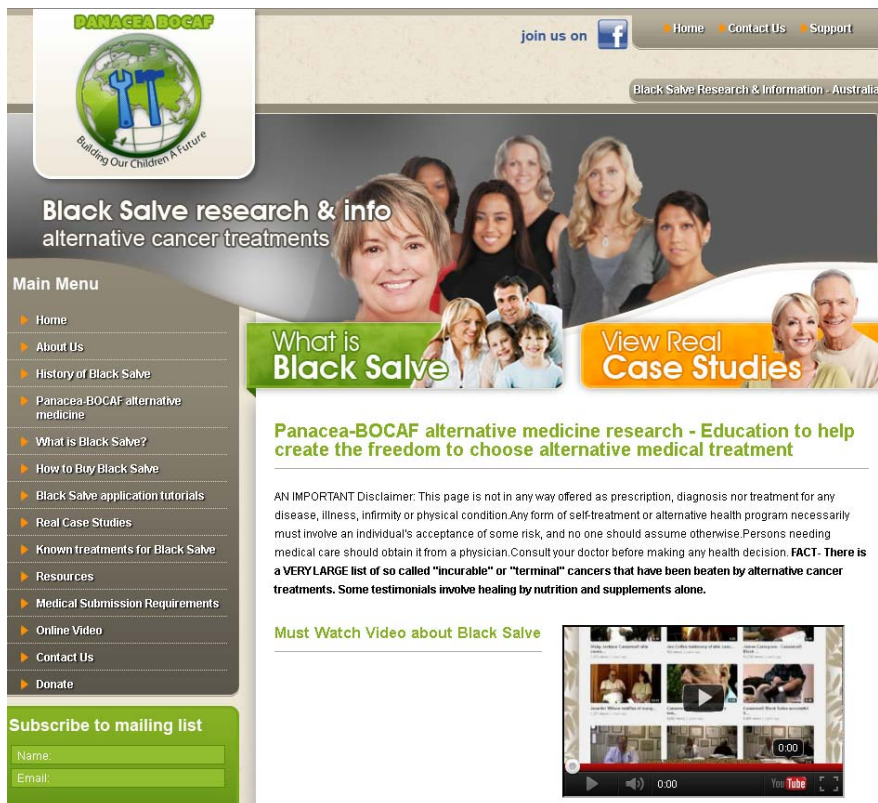 PANACEA BOCAF
Building Our Children A Future
join us on
Home
Contact Us
Support
Black Salve Research & Information - Australia
Black Salve research & info
alternative cancer treatments
Main Menu
Home
About Us
History of Black Salve
Panacea-BOCAF alternative
medicine
What is Black Salve?
How to Buy Black Salve
Black Salve application tutorials
Real Case Studies
Known treatments for Black Salve
Resources
Medical Submission Requirements
Online Video
Contact Us
Donate
Subscribe to mailing list
Name:
Email:
What is
Black Salve
View Real
Case Studies
Panacea-BOCAF alternative medicine research - Education to help
create the freedom to choose alternative medical treatment
AN IMPORTANT Disclaimer: This page is not in any way offered as prescription, diagnosis nor treatment for any
disease, illness, infirmity or physical condition.Any form of self-treatment or alternative health program necessarily
must involve an individual's acceptance of some risk, and no one should assume otherwise.Persons needing
medical care should obtain it from a physician.Consult your doctor before making any health decision. FACT- There is
a VERY LARGE list of so called "incurable" or "terminal" cancers that have been beaten by alternative cancer
treatments. Some testimonials involve healing by nutrition and supplements alone.
Must Watch Video about Black Salve
0:00
0:00
YouTube